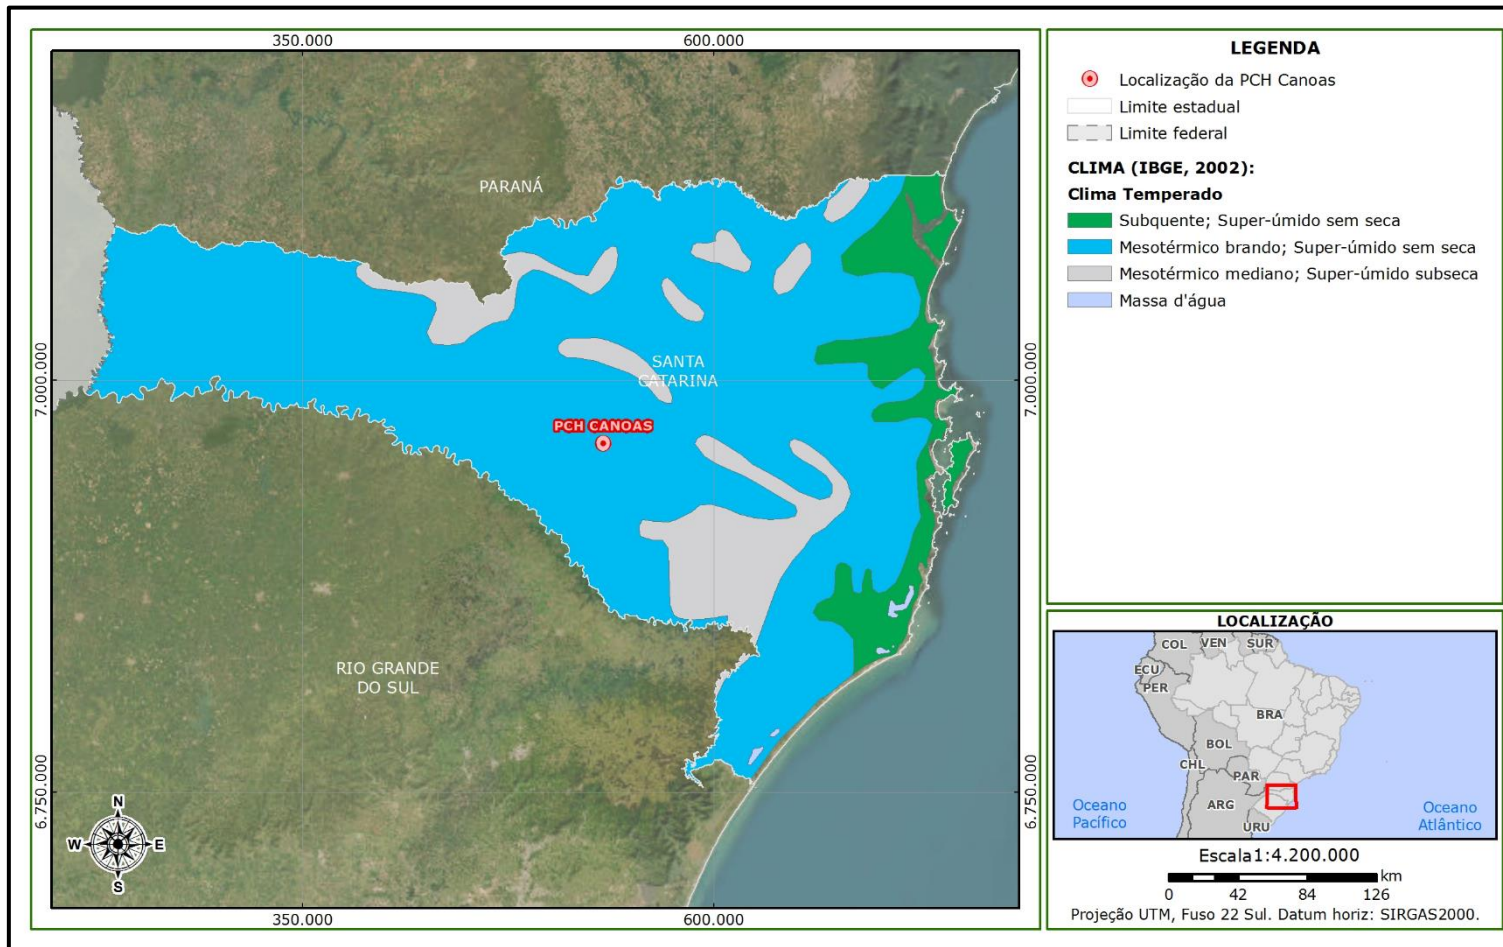 350.000
600.000
PARANÁ
SANTA
CATARINA
PCH CANOAS
RIO GRANDE
DO SUL
7.000.000
7.000.000
6.750.000
6.750.000
N
W
E
S
350.000
600.000
LEGENDA
Localização da PCH Canoas
Limite estadual
Limite federal
CLIMA (IBGE, 2002):
Clima Temperado
Subquente; Super-úmido sem seca
Mesotérmico brando; Super-úmido sem seca
Mesotérmico mediano; Super-úmido subseca
Massa d'água
LOCALIZAÇÃO
COL
VEN
SUR
ECU
PER
BRA
BOL
CHL
PAR
ARG
URU
Oceano
Pacífico
Oceano
Atlântico
Escala1:4.200.000
km
0 42 84 126
Projeção UTM, Fuso 22 Sul. Datum horiz: SIRGAS2000.